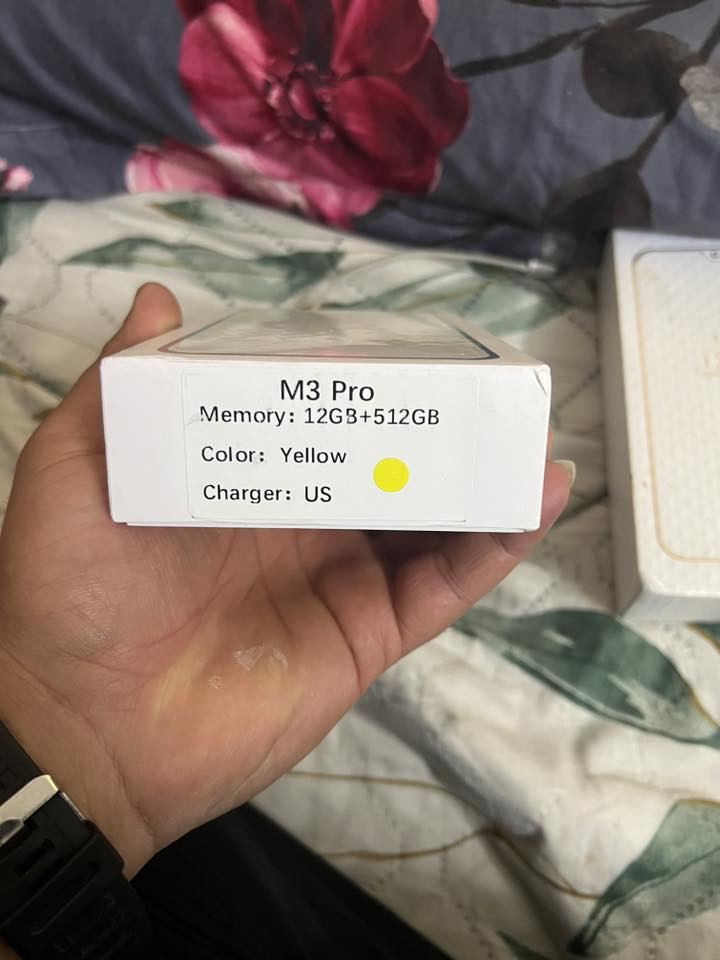 M3 Pro
Memory: 12GB+512GB
Color: Yellow
Charger: US